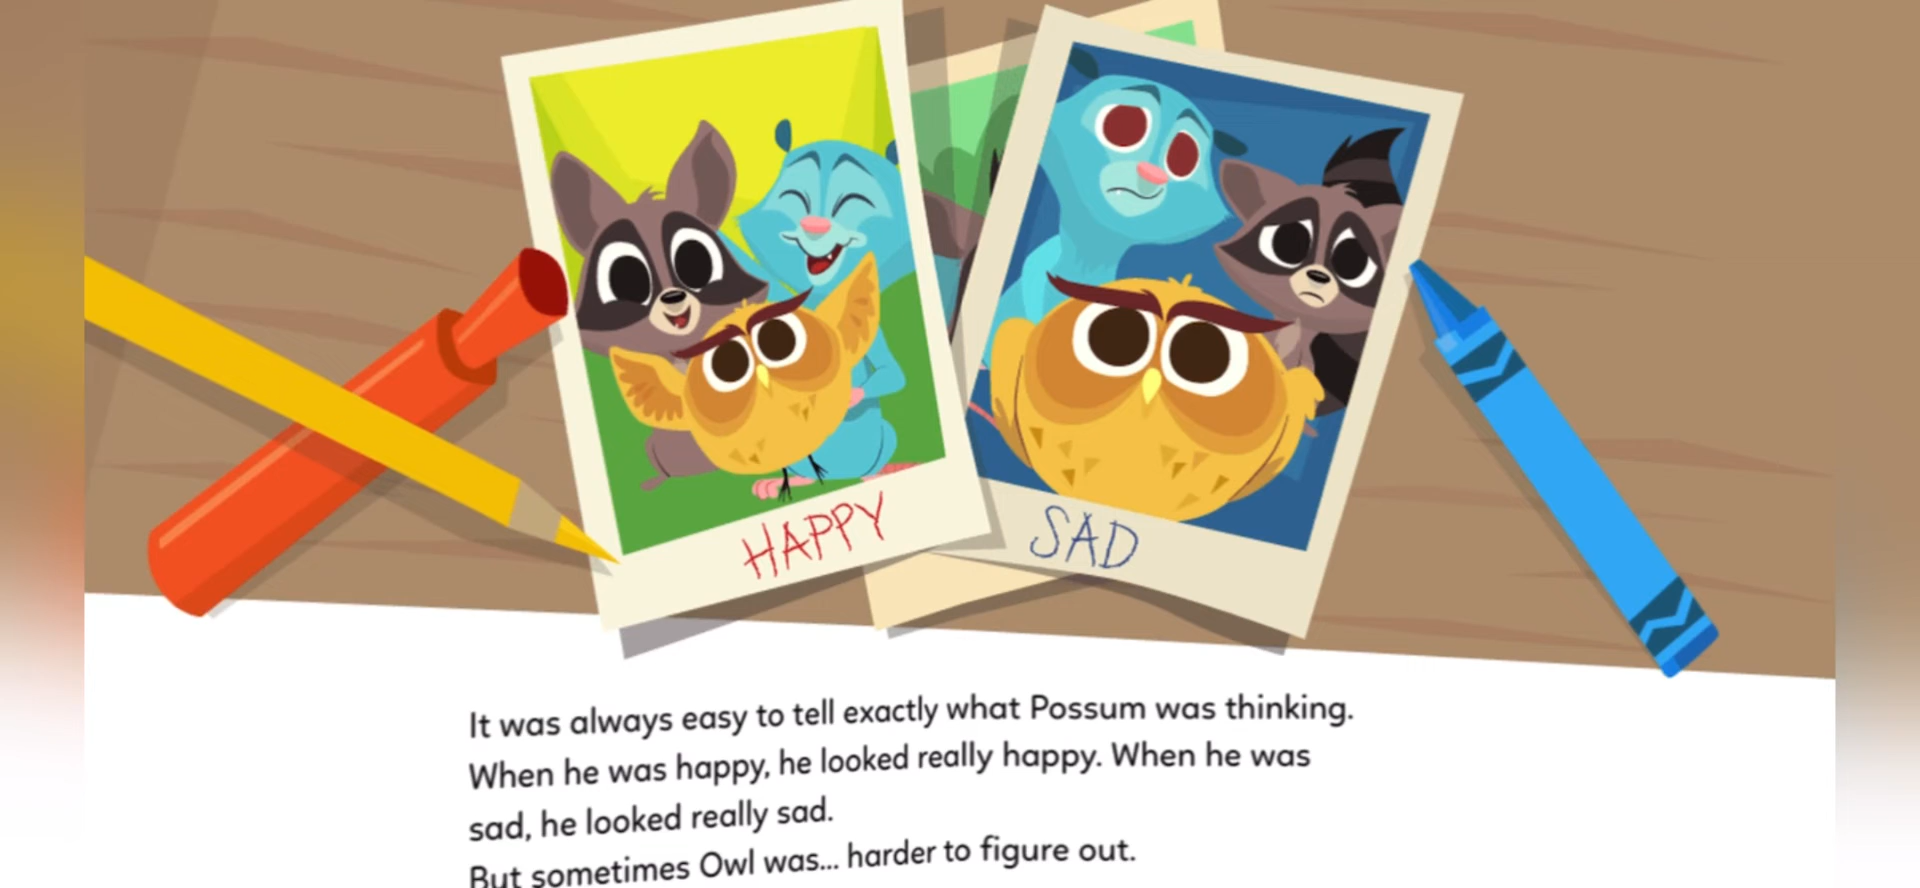 HAPPY
SAD
It was always easy to tell exactly what Possum was thinking.
When he was happy, he looked really happy. When he was
sad, he looked really sad.
But sometimes Owl was... harder to figure out.